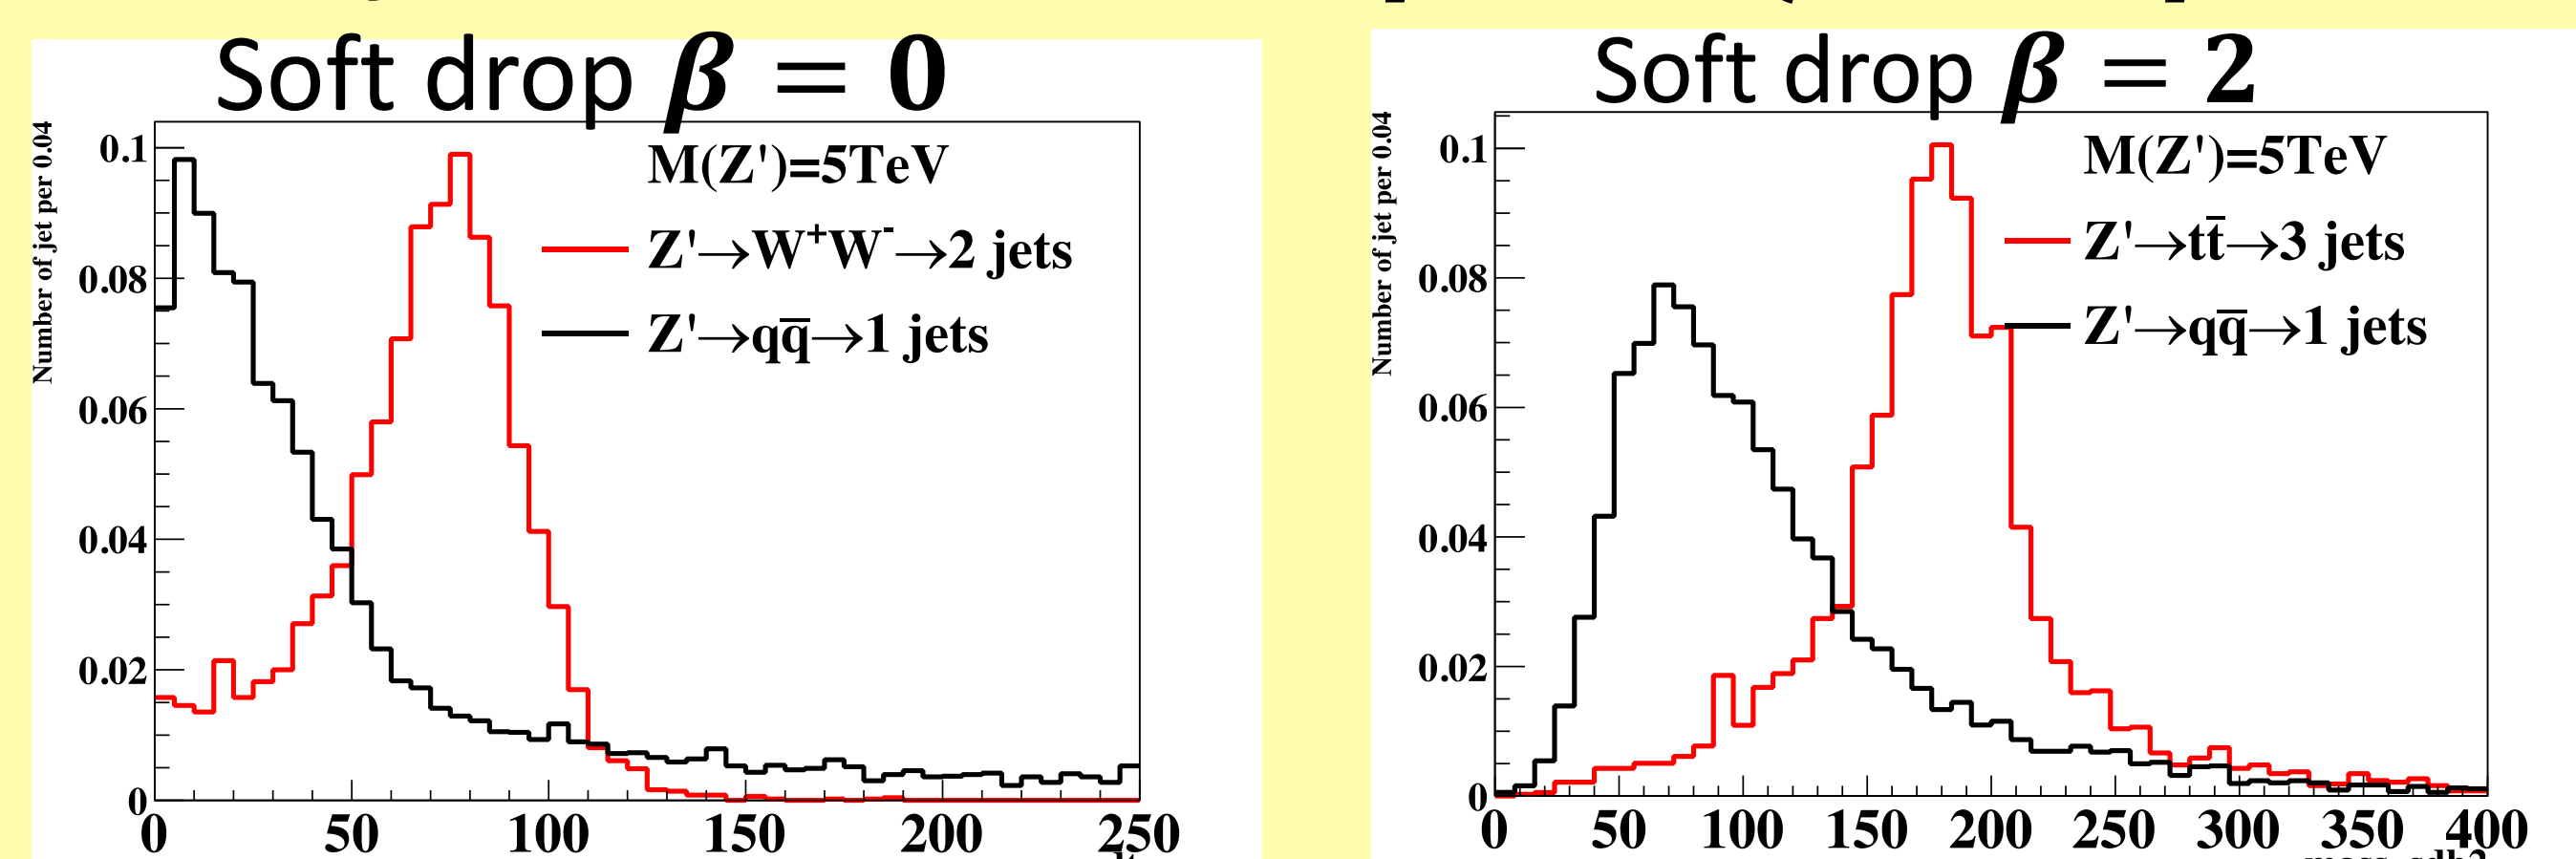 Soft drop β = 0
Number of jet per 0.04
M(Z')=5TeV
Z'→W⁺W⁻→2 jets
Z'→qq̅→1 jets
0.1
0.08
0.06
0.04
0.02
0
0 50 100 150 200 250
Soft drop β = 2
Number of jet per 0.04
M(Z')=5TeV
Z'→tt̅→3 jets
Z'→qq̅→1 jets
0.1
0.08
0.06
0.04
0.02
0
0 50 100 150 200 250 300 350 400